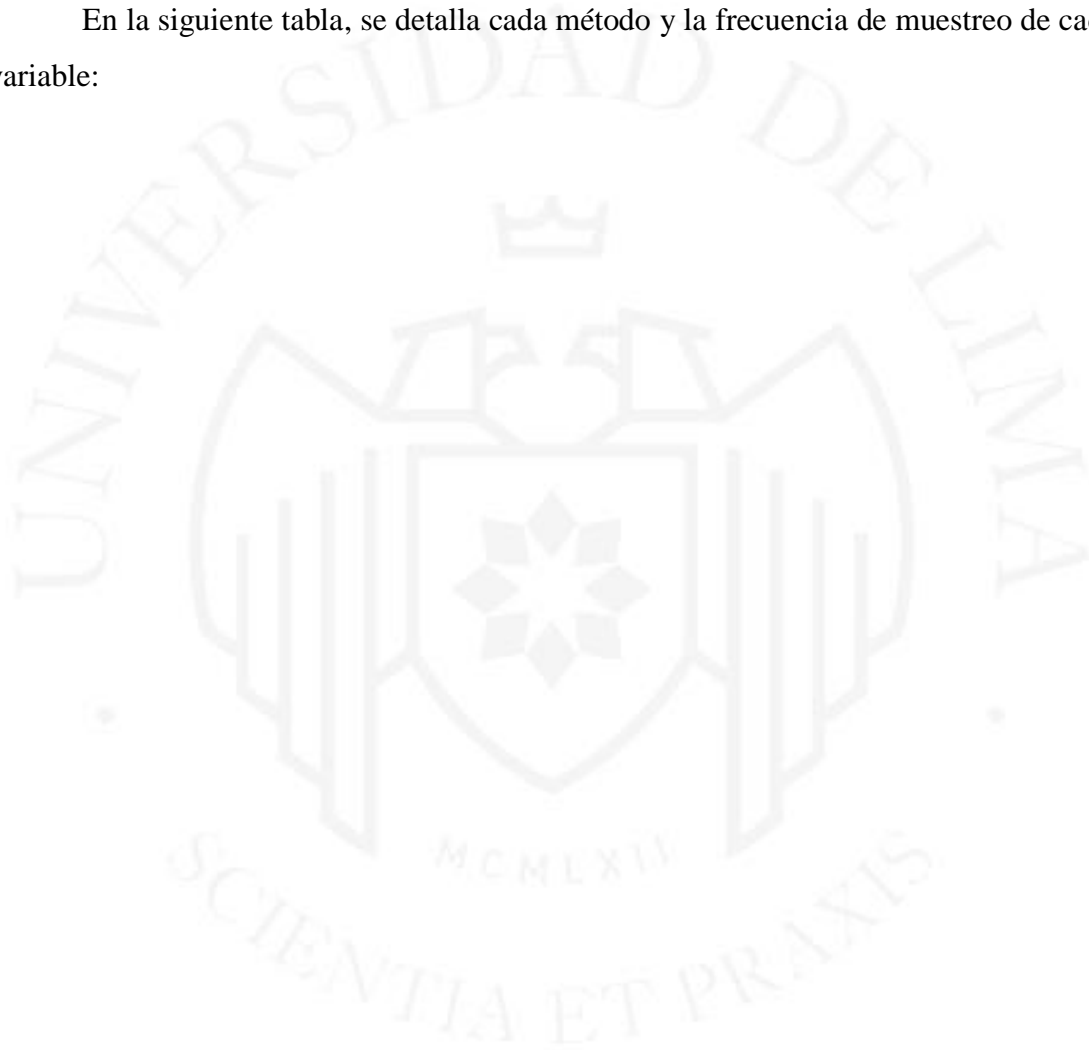 En la siguiente tabla, se detalla cada método y la frecuencia de muestreo de
variable:
UNIVERSIDAD DE LIMA
MCMLXII
SCIENTIA ET PRAXIS